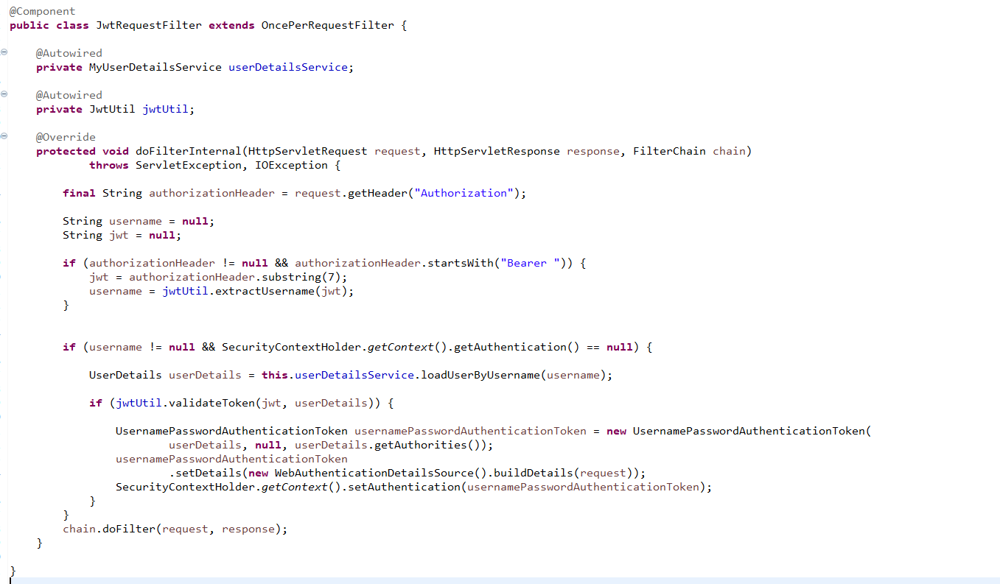 @Component
public class JwtRequestFilter extends OncePerRequestFilter {
@Autowired
private MyUserDetailsService userDetailsService;
@Autowired
private JwtUtil jwtUtil;
@Override
protected void doFilterInternal(HttpServletRequest request, HttpServletResponse response, FilterChain chain)
throws ServletException, IOException {
final String authorizationHeader = request.getHeader("Authorization");
String username = null;
String jwt = null;
if (authorizationHeader != null && authorizationHeader.startsWith("Bearer ")) {
jwt = authorizationHeader.substring(7);
username = jwtUtil.extractUsername(jwt);
}
if (username != null && SecurityContextHolder.getContext().getAuthentication() == null) {
UserDetails userDetails = this.userDetailsService.loadUserByUsername(username);
if (jwtUtil.validateToken(jwt, userDetails)) {
UsernamePasswordAuthenticationToken usernamePasswordAuthenticationToken = new UsernamePasswordAuthenticationToken(
userDetails, null, userDetails.getAuthorities());
usernamePasswordAuthenticationToken
.setDetails(new WebAuthenticationDetailsSource().buildDetails(request));
SecurityContextHolder.getContext().setAuthentication(usernamePasswordAuthenticationToken);
}
}
chain.doFilter(request, response);
}
}